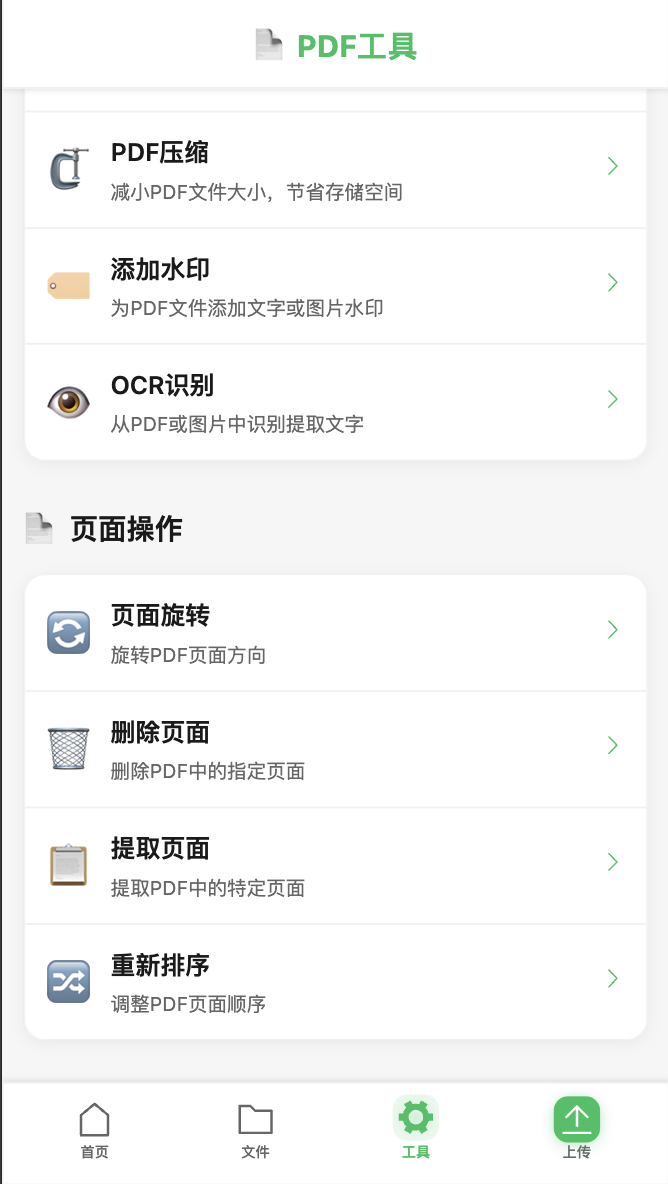 PDF工具
PDF压缩
减小PDF文件大小，节省存储空间
添加水印
为PDF文件添加文字或图片水印
OCR识别
从PDF或图片中识别提取文字
页面操作
页面旋转
旋转PDF页面方向
删除页面
删除PDF中的指定页面
提取页面
提取PDF中的特定页面
重新排序
调整PDF页面顺序
首页
文件
工具
上传